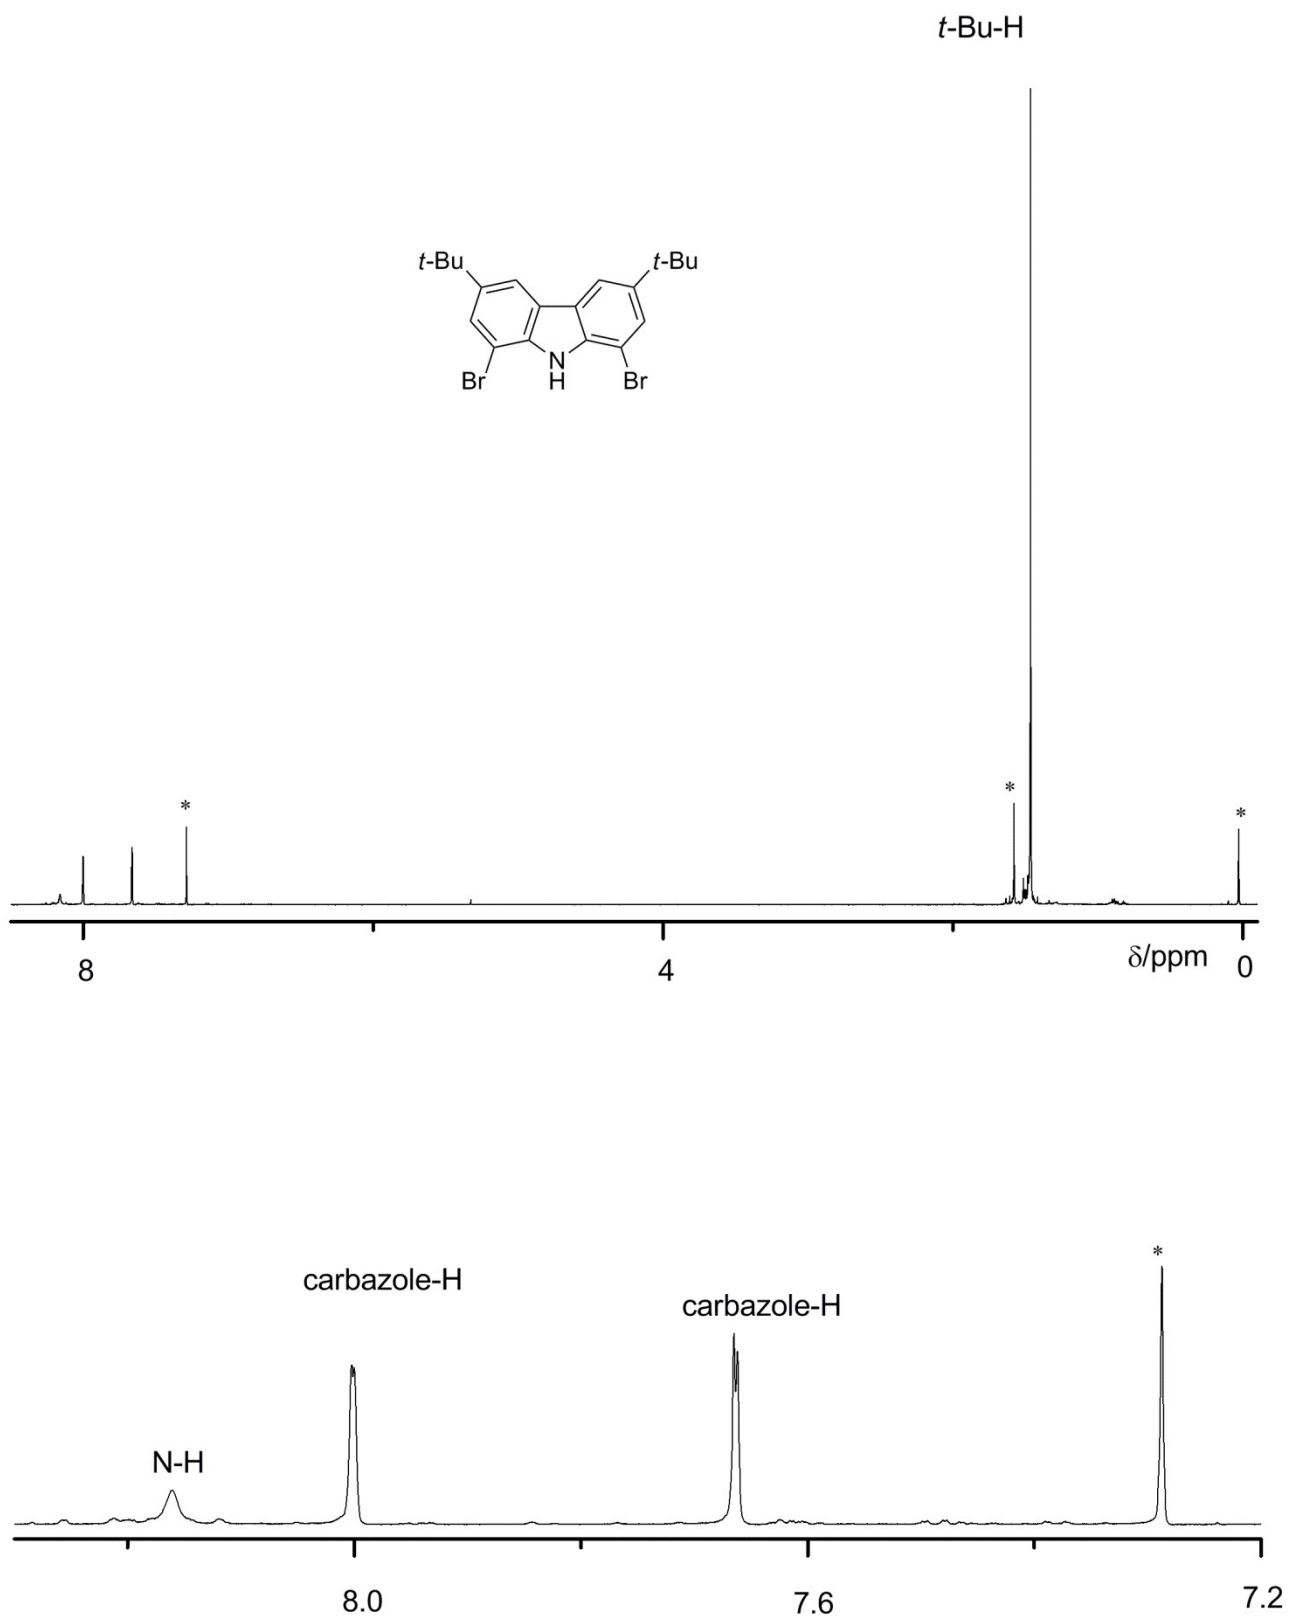 t-Bu-H
t-Bu
t-Bu
Br
N
H
Br
*
*
*
8
4
δ/ppm
0
*
carbazole-H
carbazole-H
N-H
8.0
7.6
7.2